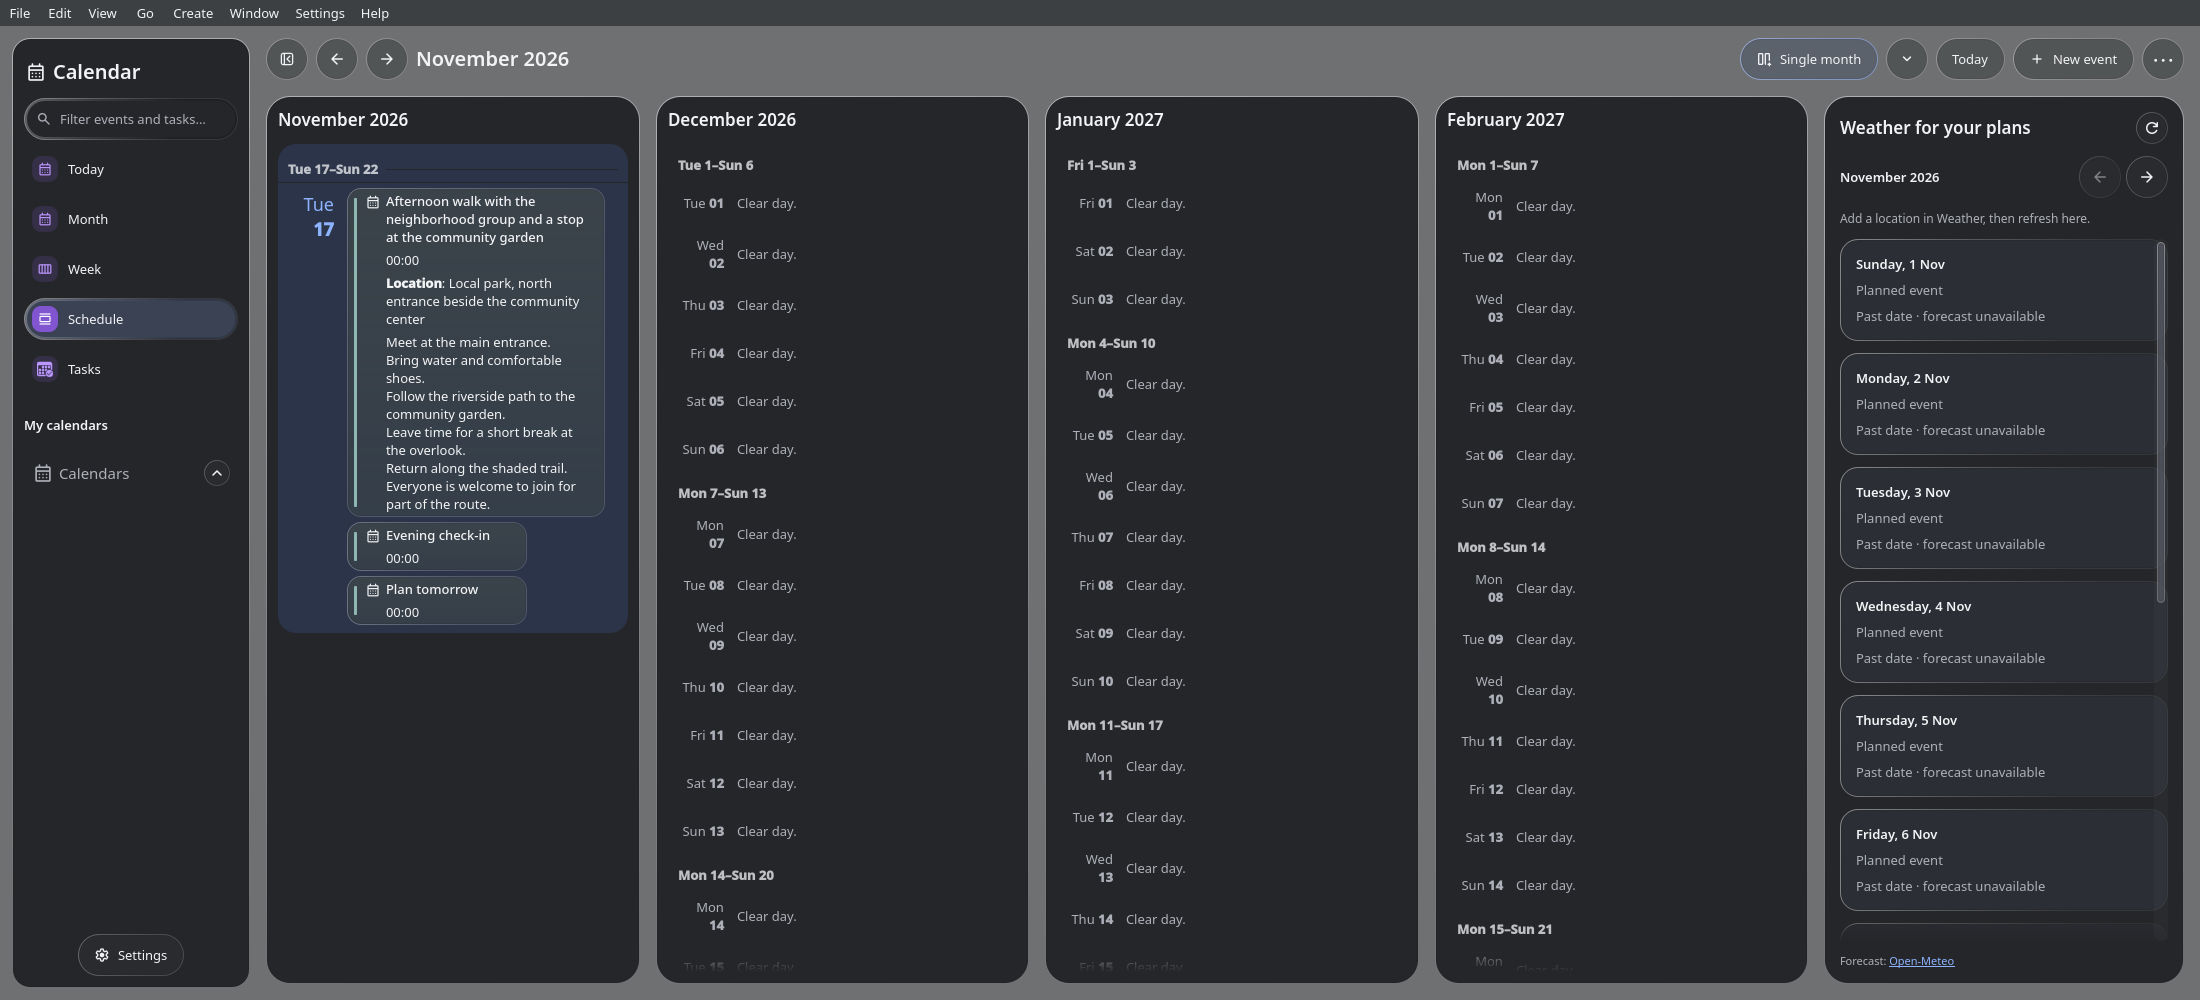 File Edit View Go Create Window Settings Help
Calendar
Filter events and tasks...
Today
Month
Week
Schedule
Tasks
My calendars
Calendars
Settings
November 2026
Single month
Today
New event
November 2026
Tue 17–Sun 22
Tue
17
Afternoon walk with the
neighborhood group and a stop
at the community garden
00:00
Location: Local park, north
entrance beside the community
center
Meet at the main entrance.
Bring water and comfortable
shoes.
Follow the riverside path to the
community garden.
Leave time for a short break at
the overlook.
Return along the shaded trail.
Everyone is welcome to join for
part of the route.
Evening check-in
00:00
Plan tomorrow
00:00
December 2026
Tue 1–Sun 6
Tue 01 Clear day.
Wed
02 Clear day.
Thu 03 Clear day.
Fri 04 Clear day.
Sat 05 Clear day.
Sun 06 Clear day.
Mon 7–Sun 13
Mon
07 Clear day.
Tue 08 Clear day.
Wed
09 Clear day.
Thu 10 Clear day.
Fri 11 Clear day.
Sat 12 Clear day.
Sun 13 Clear day.
Mon 14–Sun 20
Mon
14 Clear day.
Tue 15 Clear day.
January 2027
Fri 1–Sun 3
Fri 01 Clear day.
Sat 02 Clear day.
Sun 03 Clear day.
Mon 4–Sun 10
Mon
04 Clear day.
Tue 05 Clear day.
Wed
06 Clear day.
Thu 07 Clear day.
Fri 08 Clear day.
Sat 09 Clear day.
Sun 10 Clear day.
Mon 11–Sun 17
Mon
11 Clear day.
Tue 12 Clear day.
Wed
13 Clear day.
Thu 14 Clear day.
Fri 15 Clear day.
February 2027
Mon 1–Sun 7
Mon
01 Clear day.
Tue 02 Clear day.
Wed
03 Clear day.
Thu 04 Clear day.
Fri 05 Clear day.
Sat 06 Clear day.
Sun 07 Clear day.
Mon 8–Sun 14
Mon
08 Clear day.
Tue 09 Clear day.
Wed
10 Clear day.
Thu 11 Clear day.
Fri 12 Clear day.
Sat 13 Clear day.
Sun 14 Clear day.
Mon 15–Sun 21
Mon
Clear day.
Weather for your plans
November 2026
Add a location in Weather, then refresh here.
Sunday, 1 Nov
Planned event
Past date · forecast unavailable
Monday, 2 Nov
Planned event
Past date · forecast unavailable
Tuesday, 3 Nov
Planned event
Past date · forecast unavailable
Wednesday, 4 Nov
Planned event
Past date · forecast unavailable
Thursday, 5 Nov
Planned event
Past date · forecast unavailable
Friday, 6 Nov
Planned event
Past date · forecast unavailable
Forecast: Open-Meteo